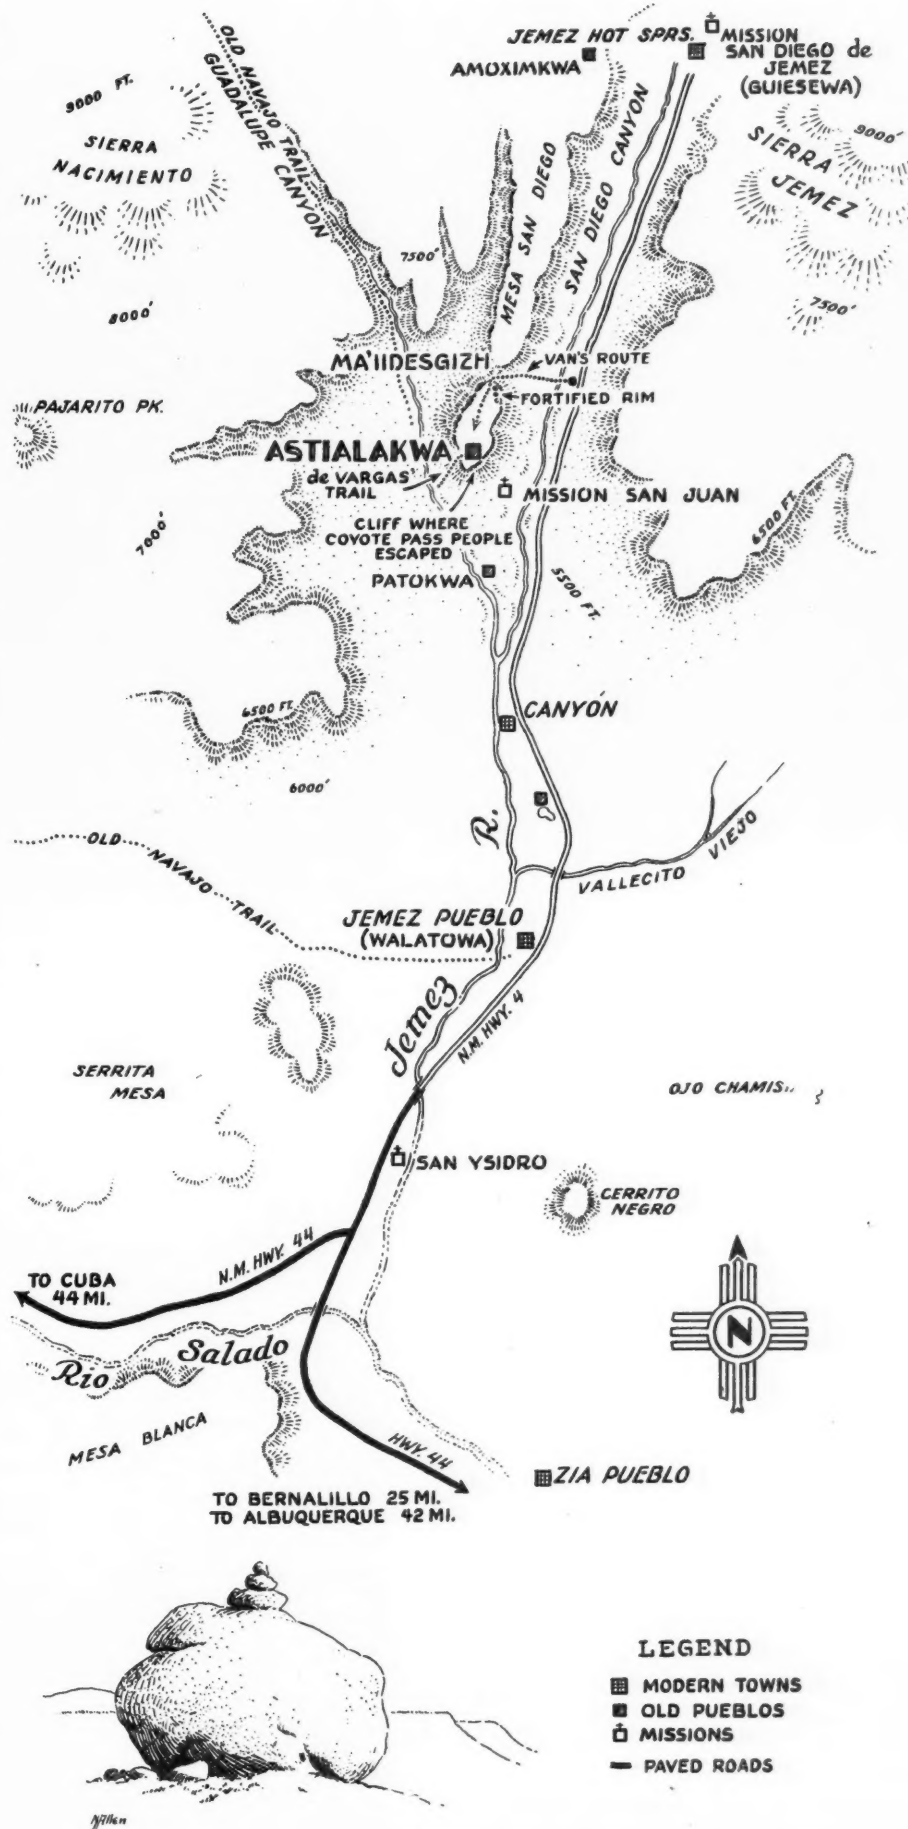 JEMEZ HOT SPRS.
MISSION
SAN DIEGO de
JEMEZ
(GUIESEWA)
AMOXIMKWA
OLD NAVAJO TRAIL
GUADALUPE CANYON
9000 FT.
SIERRA
NACIMIENTO
MESA SAN DIEGO
SAN DIEGO CANYON
9000'
SIERRA
JEMEZ
7500'
7500'
8000'
MA'IIDESGIZH
VAN'S ROUTE
FORTIFIED RIM
PAJARITO PK.
ASTIALAKWA
de VARGAS'
TRAIL
MISSION SAN JUAN
CLIFF WHERE
COYOTE PASS PEOPLE
ESCAPED
7000'
6500 FT.
PATOKWA
5500 FT.
6500 FT.
CANYÓN
6000'
OLD NAVAJO TRAIL
R.
VALLECITO VIEJO
JEMEZ PUEBLO
(WALATOWA)
Jemez
N.M. HWY. 4
SERRITA
MESA
OJO CHAMIS
SAN YSIDRO
CERRITO
NEGRO
N.M. HWY. 44
TO CUBA
44 MI.
N
Rio Salado
MESA BLANCA
HWY. 44
ZIA PUEBLO
TO BERNALILLO 25 MI.
TO ALBUQUERQUE 42 MI.
LEGEND
MODERN TOWNS
OLD PUEBLOS
MISSIONS
PAVED ROADS